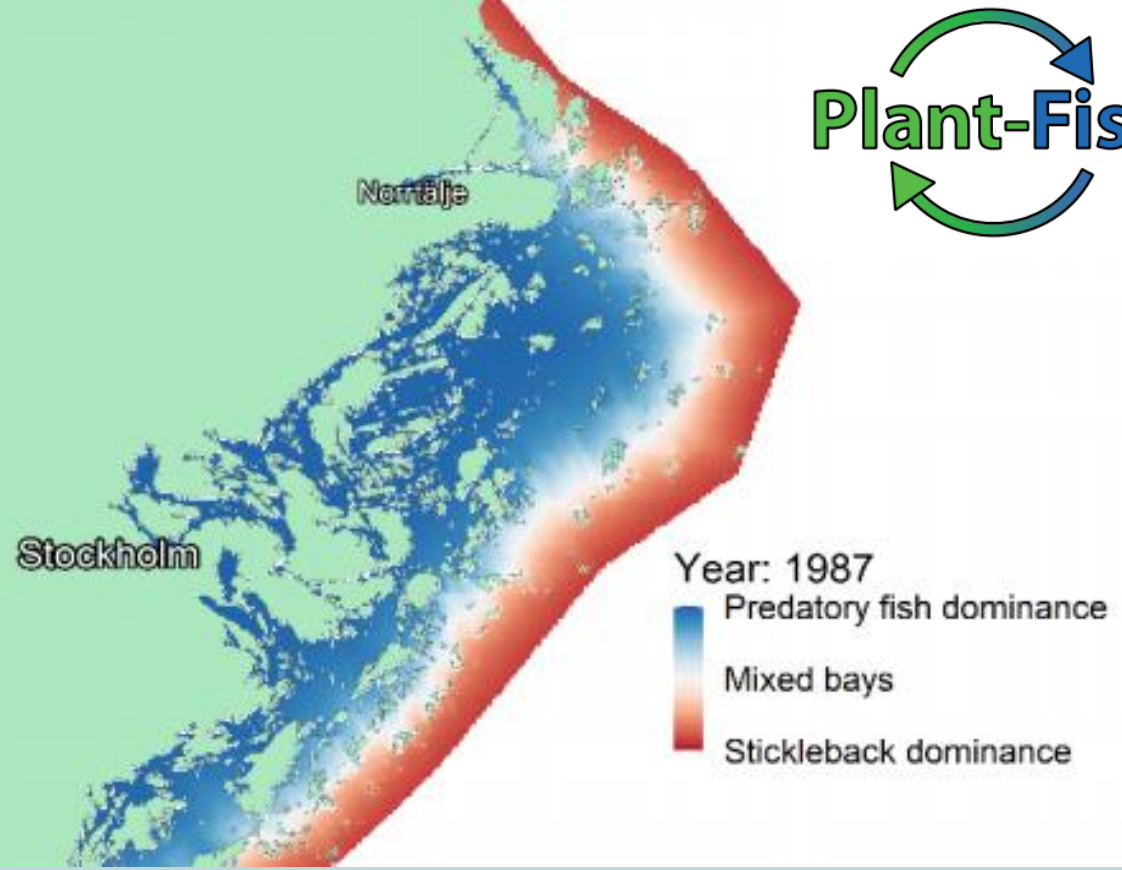 Plant-Fis
Norrtälje
Stockholm
Year: 1987
Predatory fish dominance
Mixed bays
Stickleback dominance